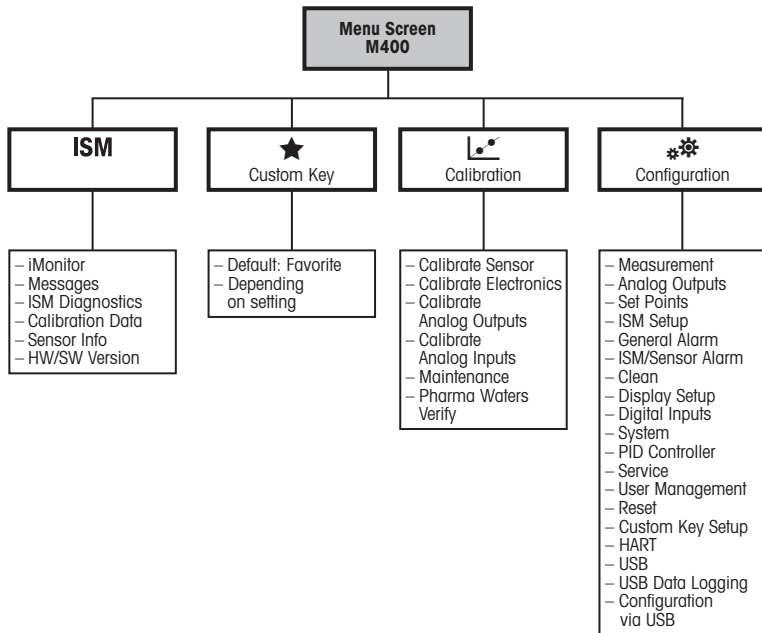 Menu Screen
M400
ISM
Custom Key
Calibration
Configuration
– iMonitor
– Messages
– ISM Diagnostics
– Calibration Data
– Sensor Info
– HW/SW Version
– Default: Favorite
– Depending
on setting
– Calibrate Sensor
– Calibrate Electronics
– Calibrate
Analog Outputs
– Calibrate
Analog Inputs
– Maintenance
– Pharma Waters
Verify
– Measurement
– Analog Outputs
– Set Points
– ISM Setup
– General Alarm
– ISM/Sensor Alarm
– Clean
– Display Setup
– Digital Inputs
– System
– PID Controller
– Service
– User Management
– Reset
– Custom Key Setup
– HART
– USB
– USB Data Logging
– Configuration
via USB